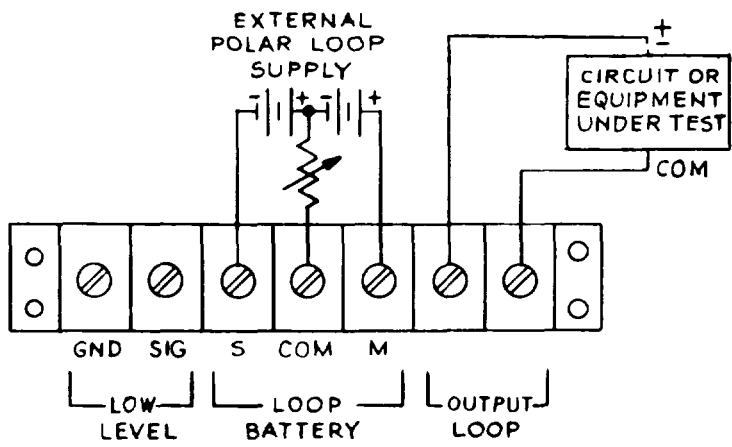 EXTERNAL
POLAR LOOP
SUPPLY
- + - +
+
-
CIRCUIT OR
EQUIPMENT
UNDER TEST
COM
GND SIG S COM M
LOW
LEVEL
LOOP
BATTERY
OUTPUT
LOOP